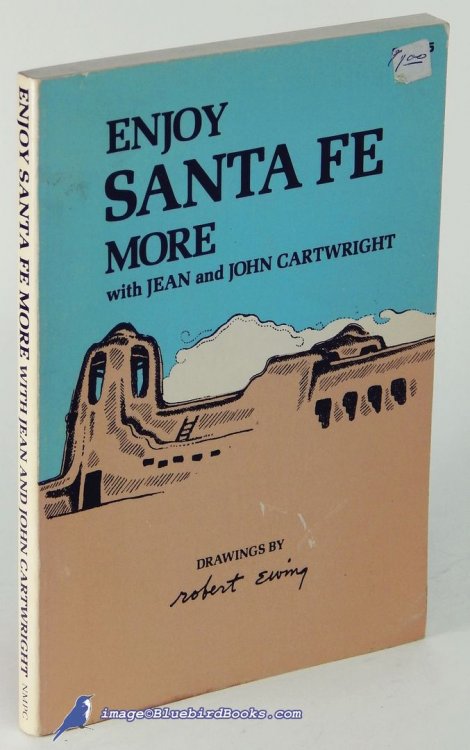 ENJOY
SANTA FE
MORE
with JEAN and JOHN CARTWRIGHT
DRAWINGS BY
robert Ewing
ENJOY SANTA FE MORE WITH JEAN AND JOHN CARTWRIGHT NMPC
image©BluebirdBooks.com